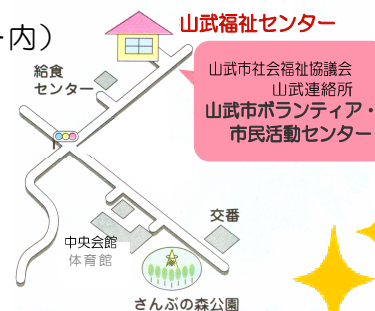 ー内）
山武福祉センター
給食
センター
山武市社会福祉協議会
山武連絡所
山武市ボランティア・
市民活動センター
交番
中央会館
体育館
さんぶの森公園